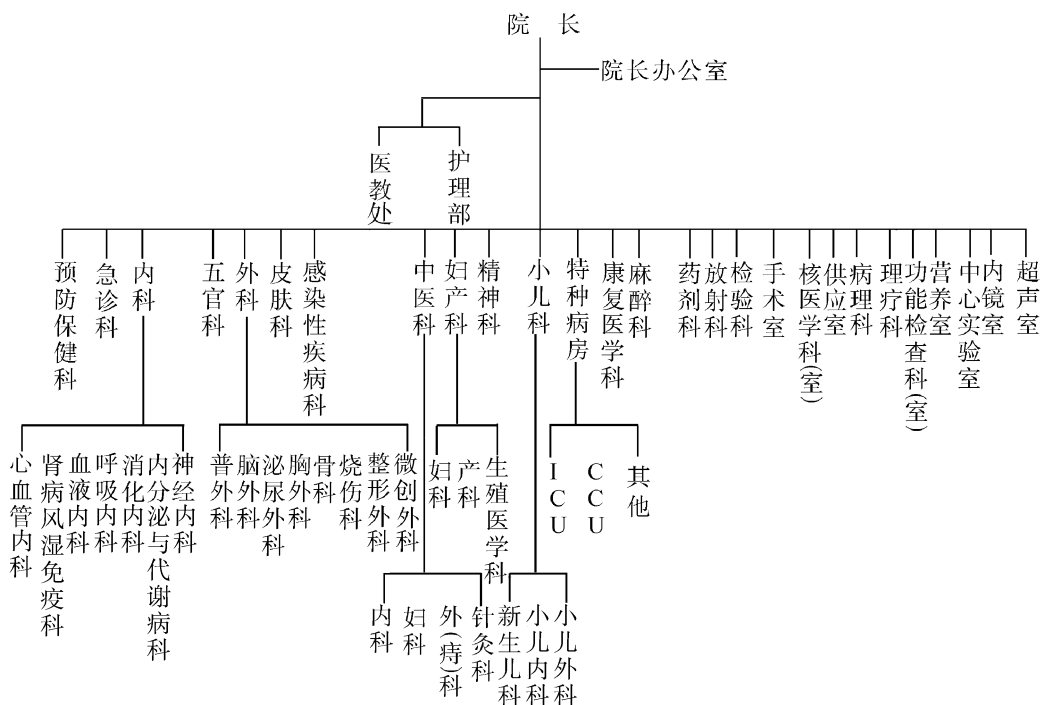 院 长
院长办公室
医教处
护理部
预防保健科
急诊科
内科
五官科
外科
皮肤科
感染性疾病科
中医科
妇产科
精神科
小儿科
特种病房
康复医学科
麻醉科
药剂科
放射科
检验科
手术室
核医学科(室)
供应室
病理科
理疗科
功能检查科(室)
营养室
中心实验室
内镜室
超声室
心血管内科
肾病风湿免疫科
血液内科
呼吸内科
消化内科
内分泌与代谢病科
神经内科
普外科
脑外科
泌尿外科
胸外科
骨科
烧伤科
整形外科
微创外科
妇科
产科
生殖医学科
ICU
CCU
其他
内科
妇科
外(痔)科
针灸科
新生儿科
小儿内科
小儿外科